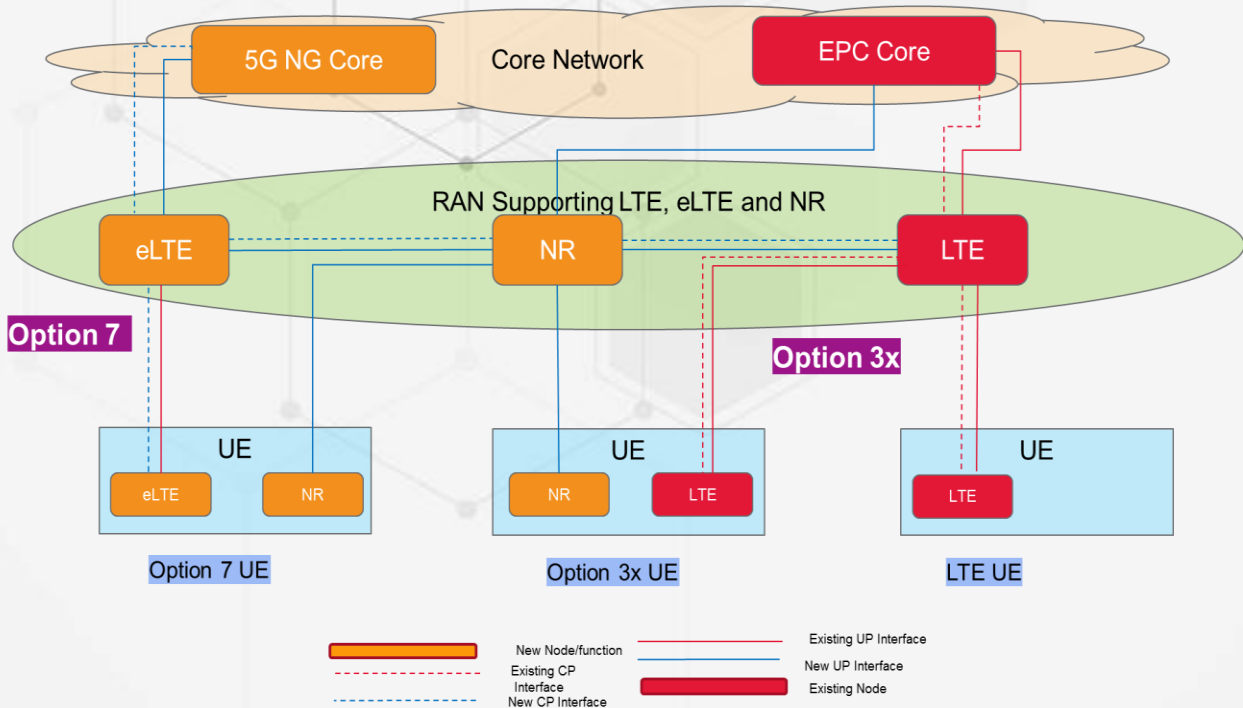 5G NG Core
Core Network
EPC Core
RAN Supporting LTE, eLTE and NR
eLTE
NR
LTE
Option 7
Option 3x
UE
eLTE
NR
UE
NR
LTE
UE
LTE
Option 7 UE
Option 3x UE
LTE UE
New Node/function
Existing CP
Interface
New CP Interface
Existing UP Interface
New UP Interface
Existing Node